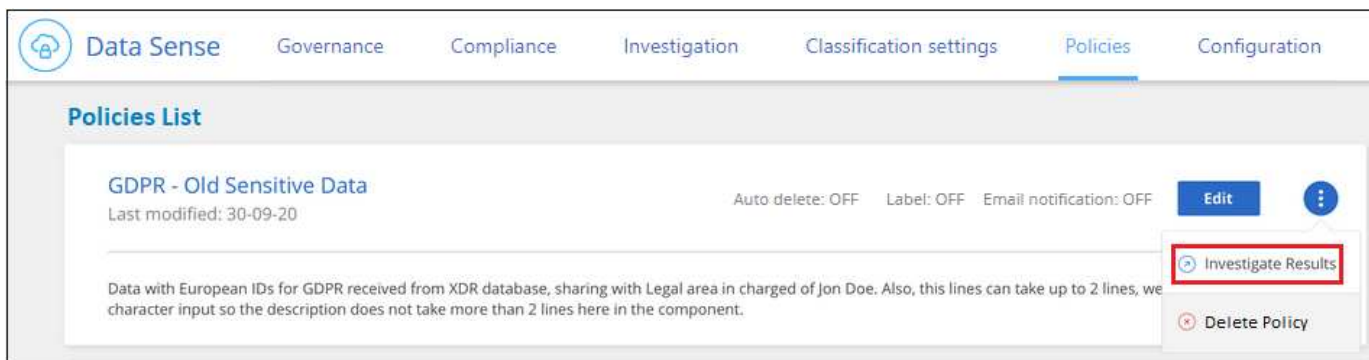 Data Sense Governance Compliance Investigation Classification settings Policies Configuration
Policies List
GDPR - Old Sensitive Data
Last modified: 30-09-20
Auto delete: OFF Label: OFF Email notification: OFF Edit
Investigate Results
Delete Policy
Data with European IDs for GDPR received from XDR database, sharing with Legal area in charged of Jon Doe. Also, this lines can take up to 2 lines, we
character input so the description does not take more than 2 lines here in the component.